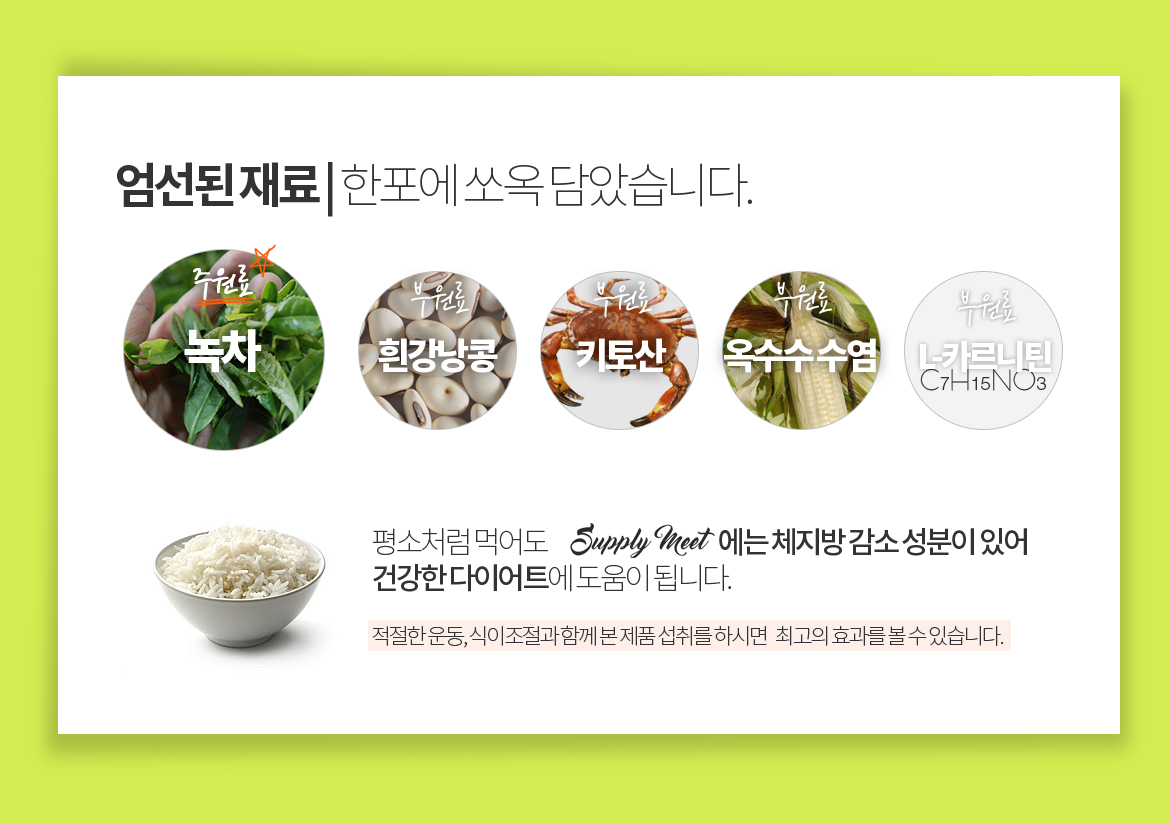 엄선된 재료 | 한포에 쏘옥 담았습니다.
주원료
녹차
부원료
흰강낭콩
부원료
키토산
부원료
옥수수 수염
부원료
L-카르니틴
C7H15NO3
평소처럼 먹어도 Supply Meet 에는 체지방 감소 성분이 있어
건강한 다이어트에 도움이 됩니다.
적절한 운동, 식이조절과 함께 본 제품 섭취를 하시면 최고의 효과를 볼 수 있습니다.